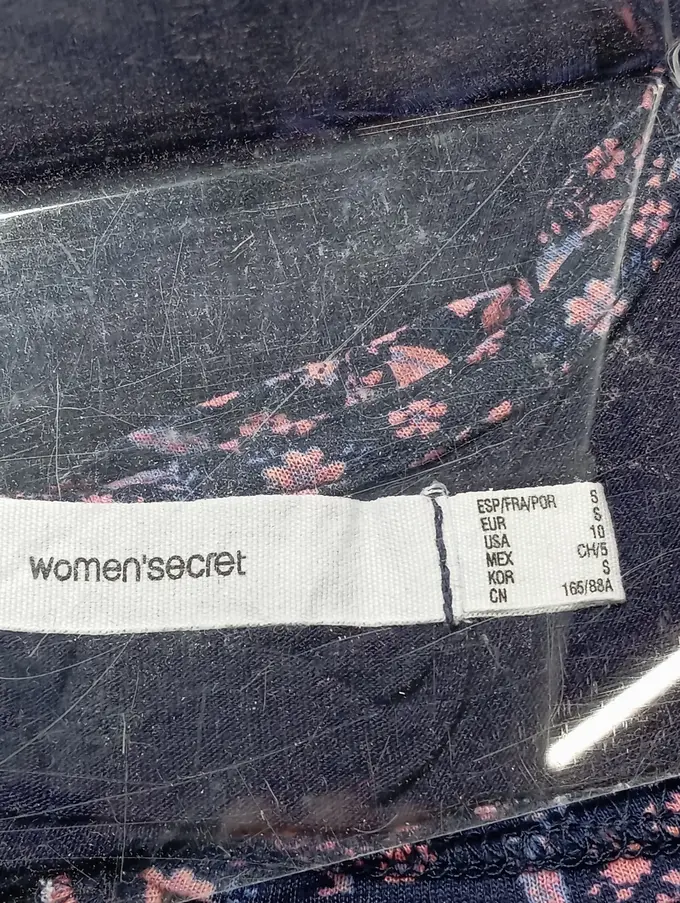 women'secret
ESP/FRA/POR S
EUR S
USA 10
MEX CH/5
KOR S
CN 165/88A